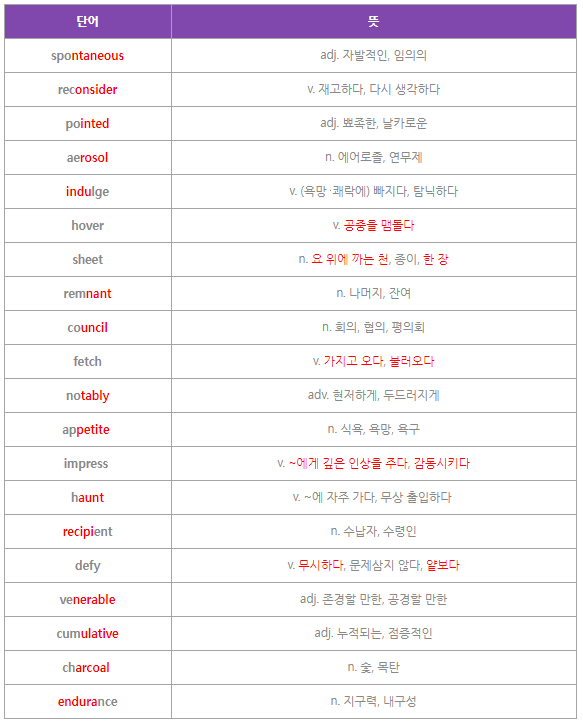 단어 뜻
spontaneous adj. 자발적인, 임의의
reconsider v. 재고하다, 다시 생각하다
pointed adj. 뾰족한, 날카로운
aerosol n. 에어로졸, 연무제
indulge v. (욕망 ·쾌락에) 빠지다, 탐닉하다
hover v. 공중을 맴돌다
sheet n. 요 위에 까는 천, 종이, 한 장
remnant n. 나머지, 잔여
council n. 회의, 협의, 평의회
fetch v. 가지고 오다, 불러오다
notably adv. 현저하게, 두드러지게
appetite n. 식욕, 욕망, 욕구
impress v. ~에게 깊은 인상을 주다, 감동시키다
haunt v. ~에 자주 가다, 무상 출입하다
recipient n. 수납자, 수령인
defy v. 무시하다, 문제삼지 않다, 얕보다
venerable adj. 존경할 만한, 공경할 만한
cumulative adj. 누적되는, 점증적인
charcoal n. 숯, 목탄
endurance n. 지구력, 내구성